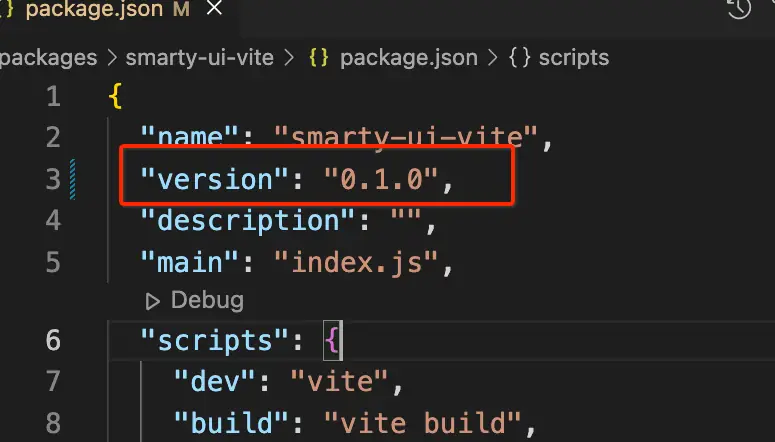 {} package.json M ×
packages > smarty-ui-vite > {} package.json > {} scripts
1 {
2 "name": "smarty-ui-vite",
3 "version": "0.1.0",
4 "description": "",
5 "main": "index.js",
Debug
6 "scripts": {
7 "dev": "vite",
8 "build": "vite build",